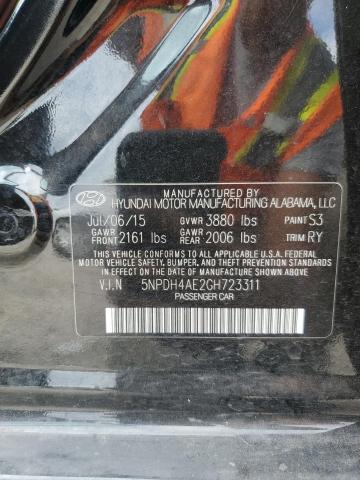 MANUFACTURED BY
HYUNDAI MOTOR MANUFACTURING ALABAMA, LLC
JUl/06/15 GVWR 3880 lbs PAINT S3
GAWR FRONT 2161 lbs GAWR REAR 2006 lbs TRIM RY
THIS VEHICLE CONFORMS TO ALL APPLICABLE U.S.A. FEDERAL
MOTOR VEHICLE SAFETY, BUMPER, AND THEFT PREVENTION
STANDARDS IN EFFECT ON THE DATE OF MANUFACTURE
SHOWN ABOVE.
V.I.N 5NPDH4AE2GH723311
PASSENGER CAR